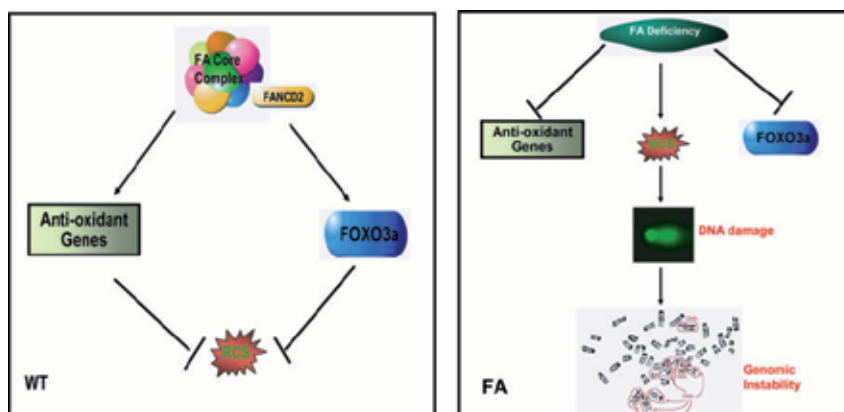 FA Core
Complex
FANCD2
Anti-oxidant
Genes
FOXO3a
ROS
WT
FA Deficiency
Anti-oxidant
Genes
ROS
FOXO3a
DNA damage
Genomic
Instability
FA